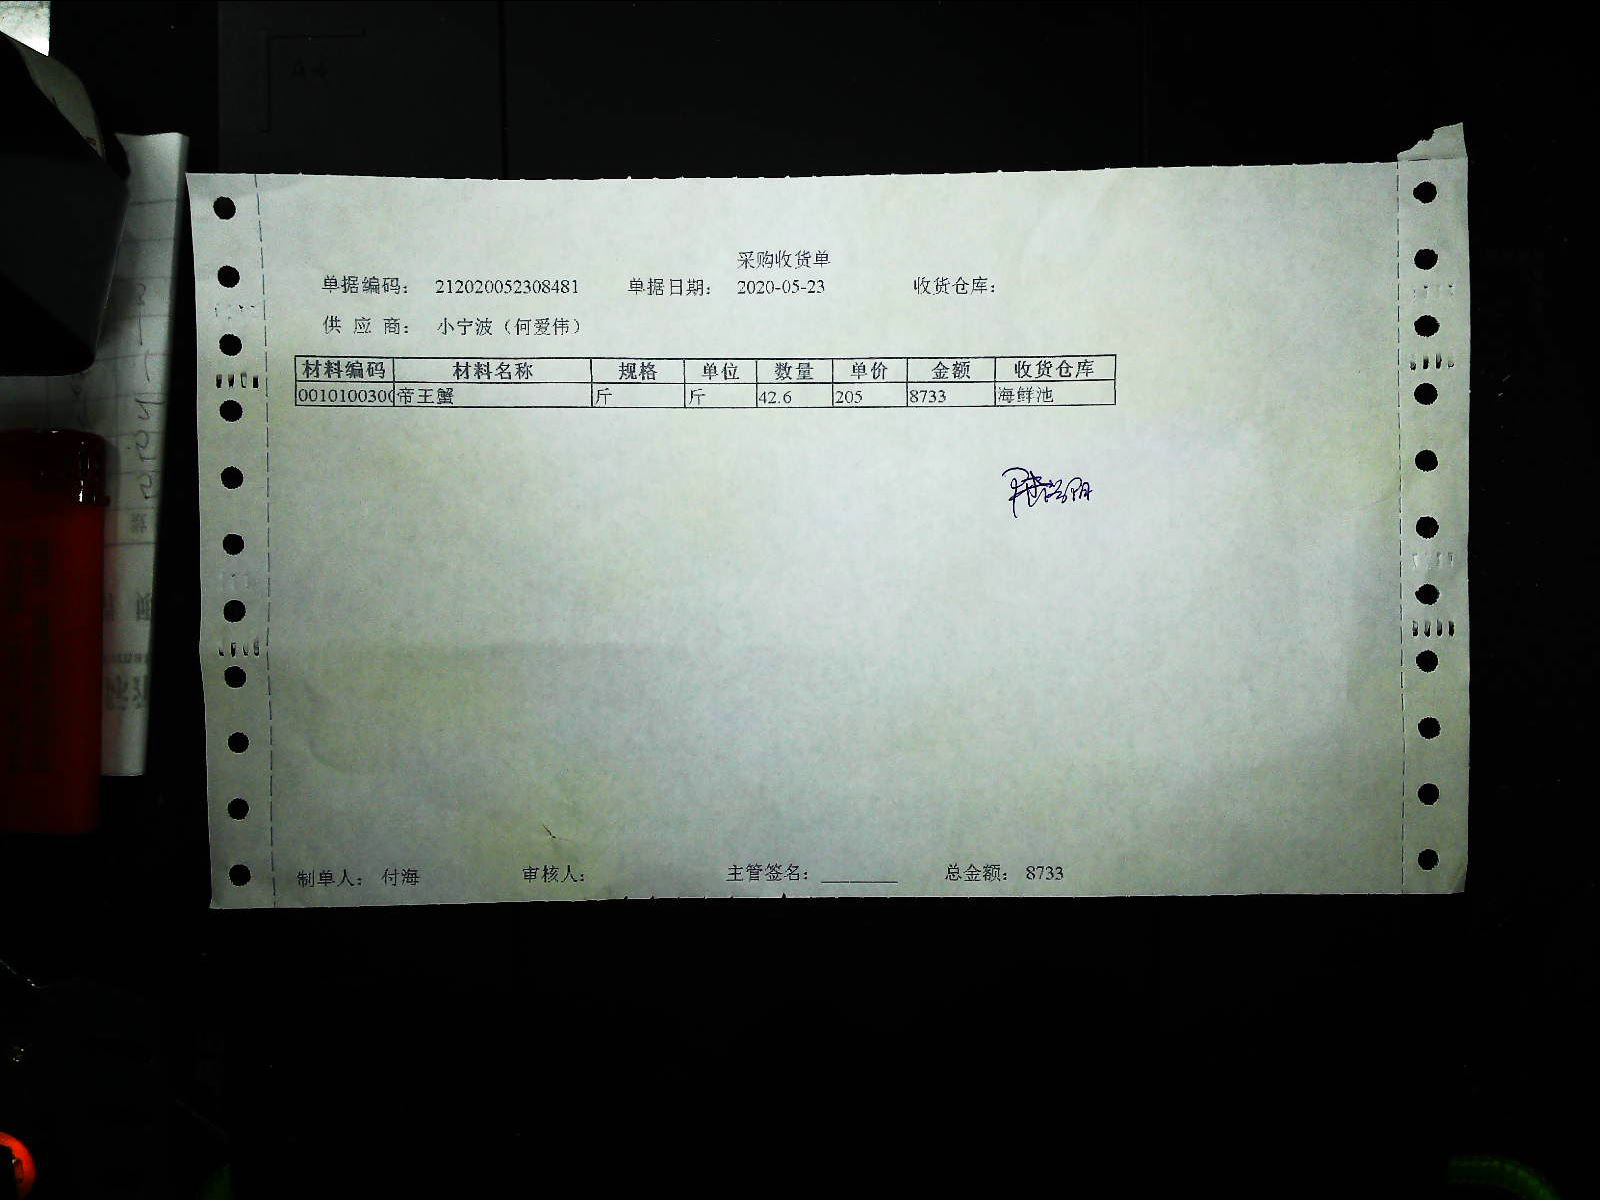 采购收货单
单据编码： 212020052308481 单据日期： 2020-05-23 收货仓库：
供 应 商： 小宁波（何爱伟）
材料编码 材料名称 规格 单位 数量 单价 金额 收货仓库
0010100300 帝王蟹 斤 斤 42.6 205 8733 海鲜池
制单人： 付海 审核人： 主管签名： ________ 总金额： 8733